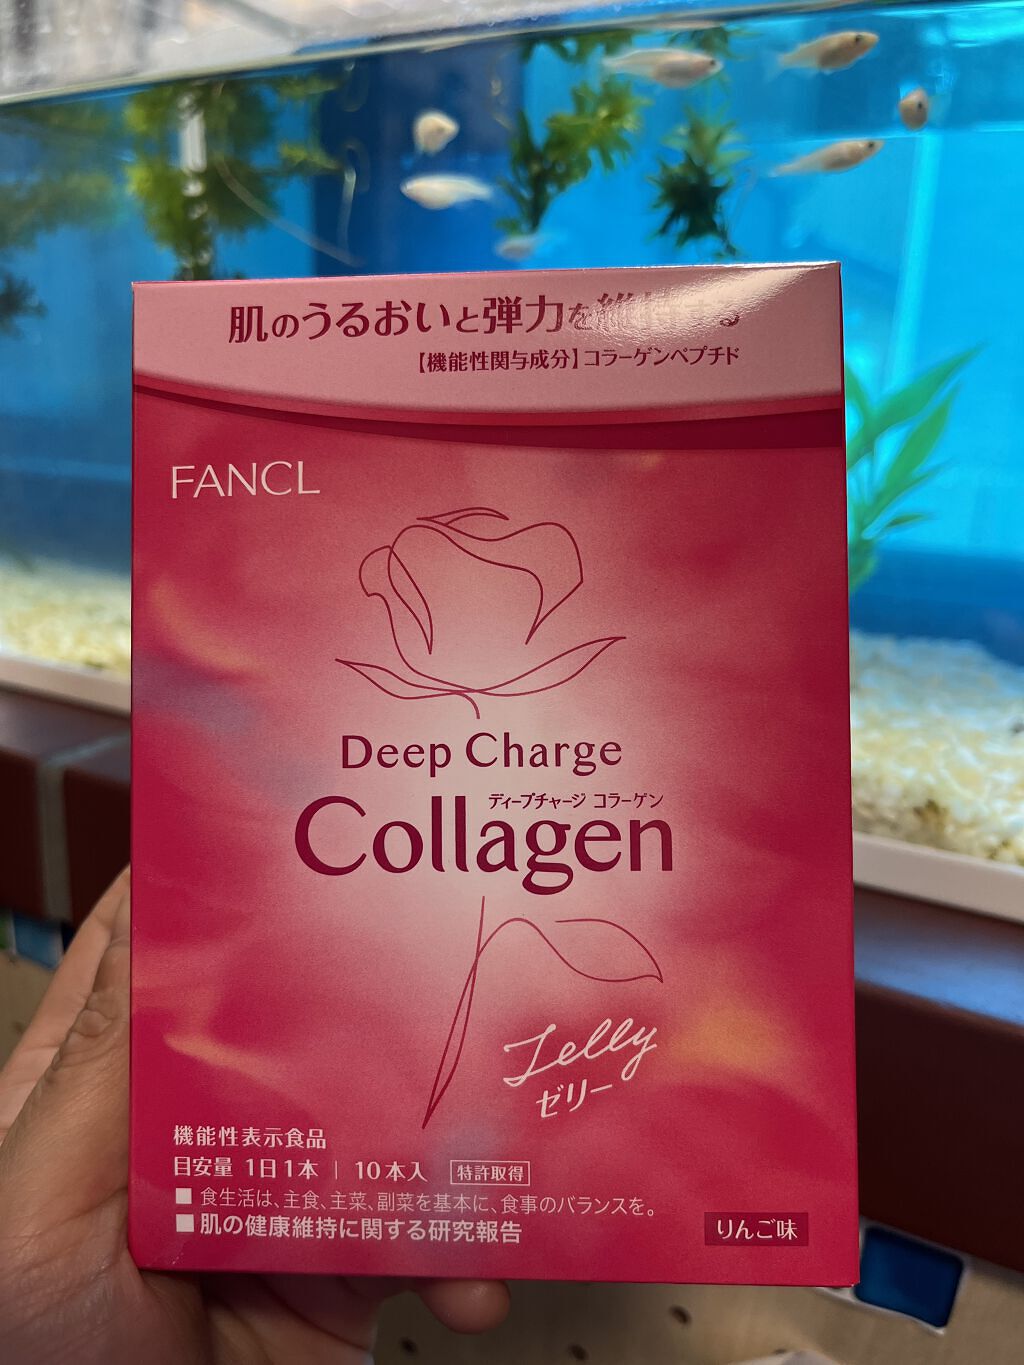 肌のうるおいと弾力を維持する
【機能性関与成分】コラーゲンペプチド
FANCL
Deep Charge
ディープチャージ コラーゲン
Collagen
Jelly
ゼリー
機能性表示食品
目安量 1日1本 | 10本入 特許取得
■ 食生活は、主食、主菜、副菜を基本に、食事のバランスを。
■ 肌の健康維持に関する研究報告
りんご味